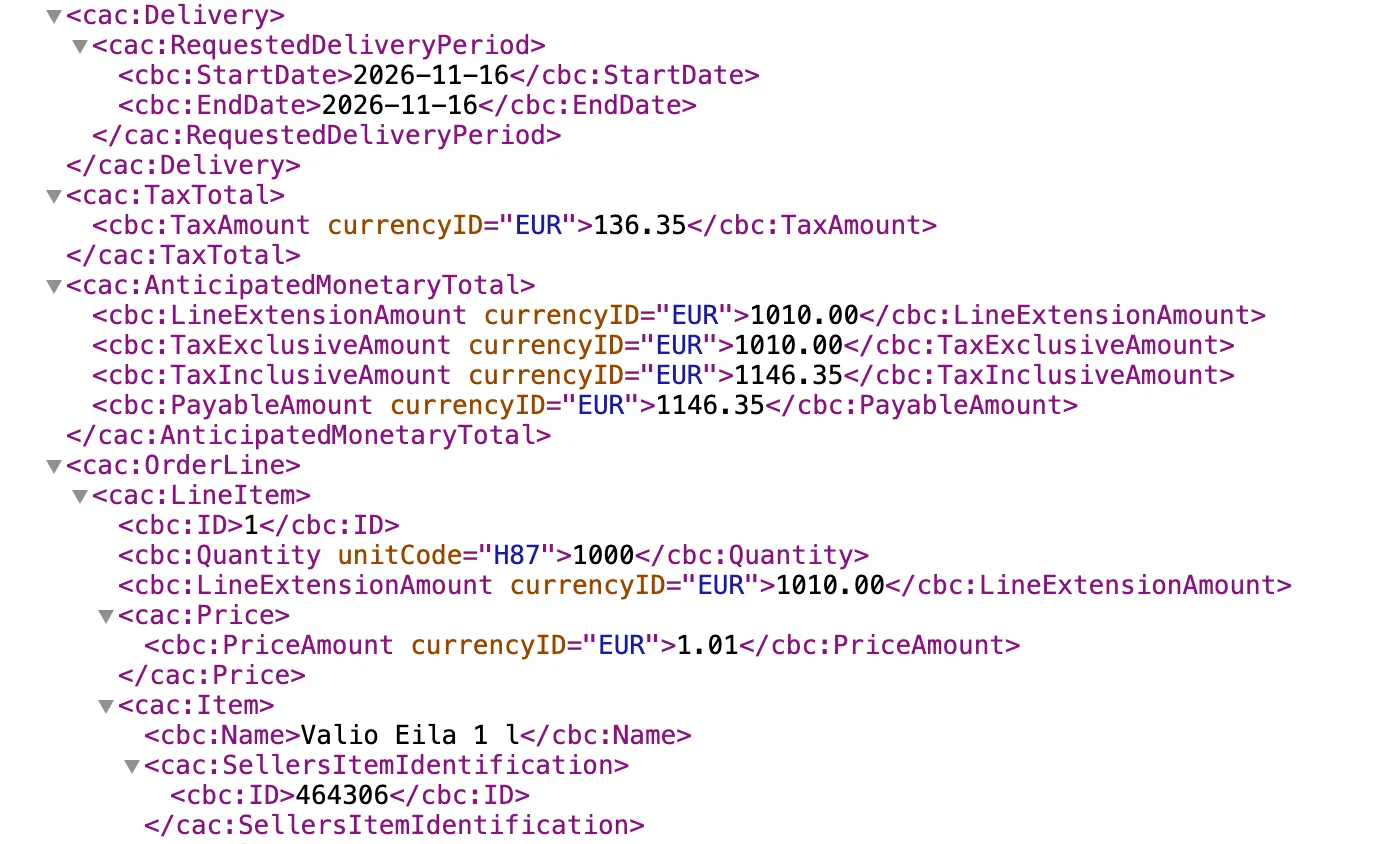 <cac:Delivery>
<cac:RequestedDeliveryPeriod>
<cbc:StartDate>2026-11-16</cbc:StartDate>
<cbc:EndDate>2026-11-16</cbc:EndDate>
</cac:RequestedDeliveryPeriod>
</cac:Delivery>
<cac:TaxTotal>
<cbc:TaxAmount currencyID="EUR">136.35</cbc:TaxAmount>
</cac:TaxTotal>
<cac:AnticipatedMonetaryTotal>
<cbc:LineExtensionAmount currencyID="EUR">1010.00</cbc:LineExtensionAmount>
<cbc:TaxExclusiveAmount currencyID="EUR">1010.00</cbc:TaxExclusiveAmount>
<cbc:TaxInclusiveAmount currencyID="EUR">1146.35</cbc:TaxInclusiveAmount>
<cbc:PayableAmount currencyID="EUR">1146.35</cbc:PayableAmount>
</cac:AnticipatedMonetaryTotal>
<cac:OrderLine>
<cac:LineItem>
<cbc:ID>1</cbc:ID>
<cbc:Quantity unitCode="H87">1000</cbc:Quantity>
<cbc:LineExtensionAmount currencyID="EUR">1010.00</cbc:LineExtensionAmount>
<cac:Price>
<cbc:PriceAmount currencyID="EUR">1.01</cbc:PriceAmount>
</cac:Price>
<cac:Item>
<cbc:Name>Valio Eila 1 l</cbc:Name>
<cac:SellersItemIdentification>
<cbc:ID>464306</cbc:ID>
</cac:SellersItemIdentification>